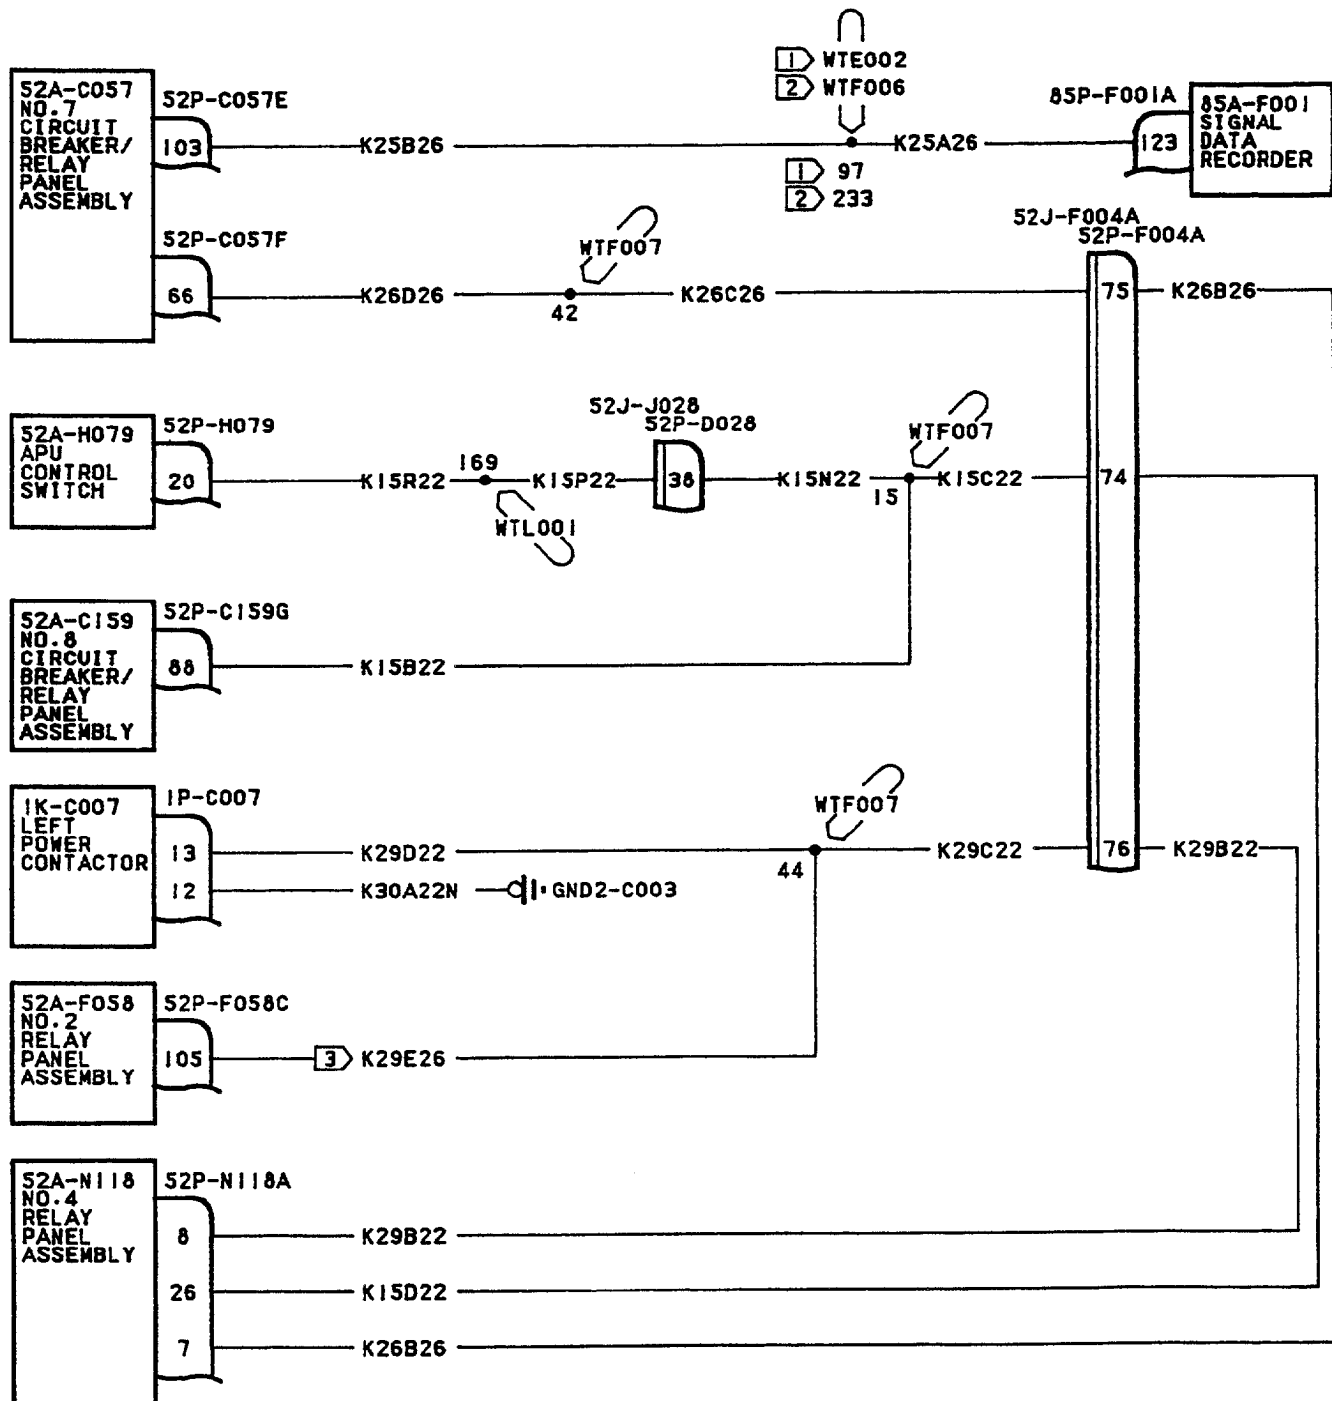 1 WTE002
2 WTF006
52A-C057
NO.7
CIRCUIT
BREAKER/
RELAY
PANEL
ASSEMBLY
52P-C057E
103
K25B26
K25A26
1 97
2 233
85P-F001A
123
85A-F001
SIGNAL
DATA
RECORDER
52P-C057F
66
K26D26
WTF007
42
K26C26
52J-F004A
52P-F004A
75
K26B26
52A-H079
APU
CONTROL
SWITCH
52P-H079
20
K15R22
169
WTL001
K15P22
52J-J028
52P-D028
38
K15N22
WTF007
15
K15C22
74
52A-C159
NO.8
CIRCUIT
BREAKER/
RELAY
PANEL
ASSEMBLY
52P-C159G
88
K15B22
1K-C007
LEFT
POWER
CONTACTOR
1P-C007
13
K29D22
WTF007
44
K29C22
76
K29B22
12
K30A22N
GND2-C003
52A-F058
NO.2
RELAY
PANEL
ASSEMBLY
52P-F058C
105
3 K29E26
52A-N118
NO.4
RELAY
PANEL
ASSEMBLY
52P-N118A
8
K29B22
26
K15D22
7
K26B26